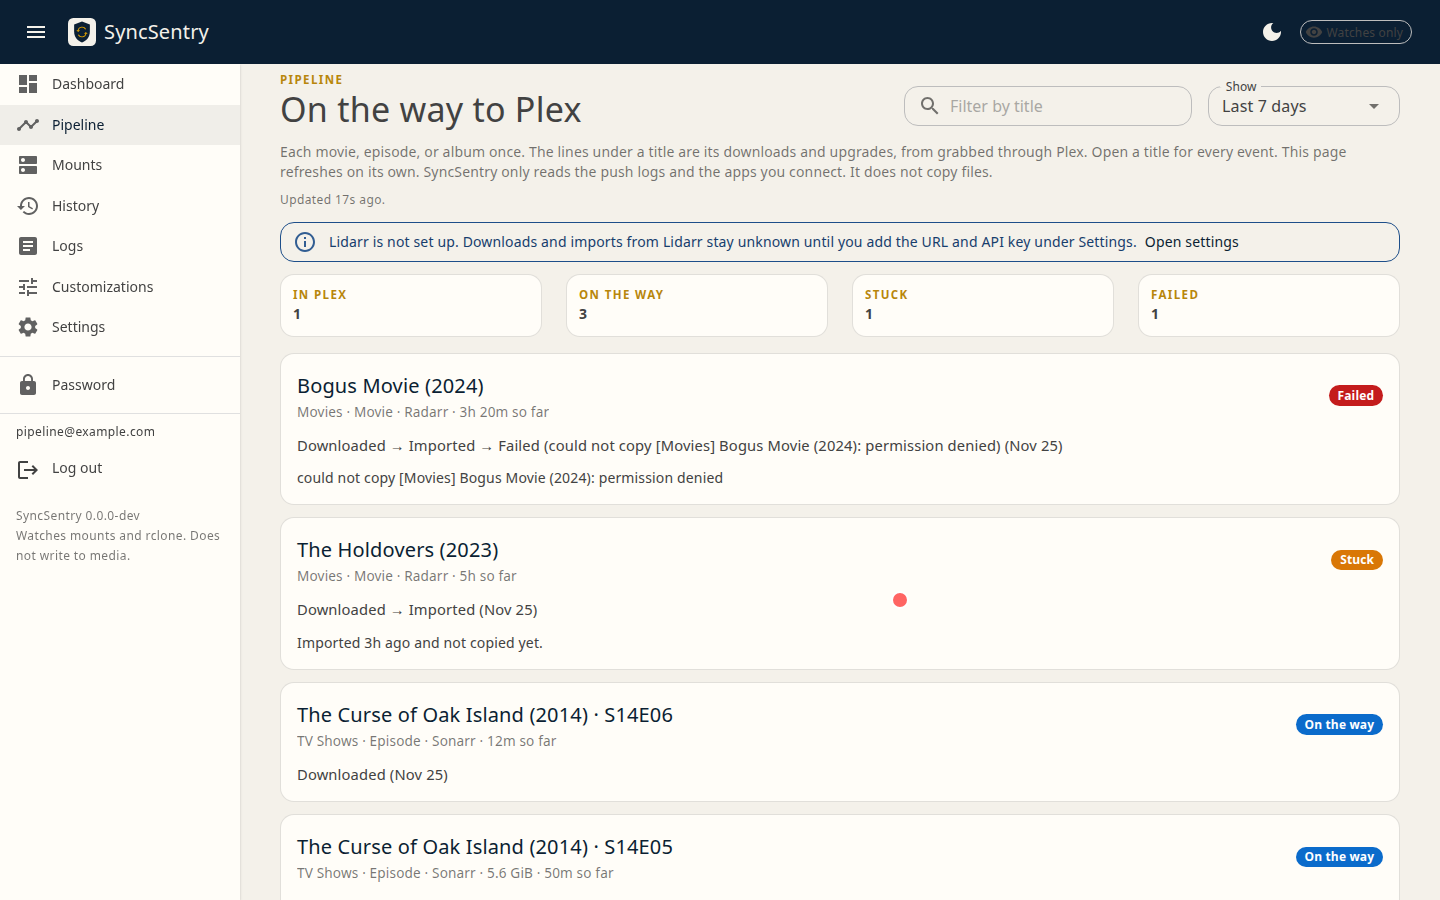 SyncSentry
Watches only
Dashboard
Pipeline
Mounts
History
Logs
Customizations
Settings
Password
pipeline@example.com
Log out
SyncSentry 0.0.0-dev
Watches mounts and rclone. Does
not write to media.
PIPELINE
On the way to Plex
Filter by title
Show
Last 7 days
Each movie, episode, or album once. The lines under a title are its downloads and upgrades, from grabbed through Plex. Open a title for every event. This page
refreshes on its own. SyncSentry only reads the push logs and the apps you connect. It does not copy files.
Updated 17s ago.
Lidarr is not set up. Downloads and imports from Lidarr stay unknown until you add the URL and API key under Settings. Open settings
IN PLEX
1
ON THE WAY
3
STUCK
1
FAILED
1
Bogus Movie (2024)
Movies · Movie · Radarr · 3h 20m so far
Failed
Downloaded → Imported → Failed (could not copy [Movies] Bogus Movie (2024): permission denied) (Nov 25)
could not copy [Movies] Bogus Movie (2024): permission denied
The Holdovers (2023)
Movies · Movie · Radarr · 5h so far
Stuck
Downloaded → Imported (Nov 25)
Imported 3h ago and not copied yet.
The Curse of Oak Island (2014) · S14E06
TV Shows · Episode · Sonarr · 12m so far
On the way
Downloaded (Nov 25)
The Curse of Oak Island (2014) · S14E05
TV Shows · Episode · Sonarr · 5.6 GiB · 50m so far
On the way